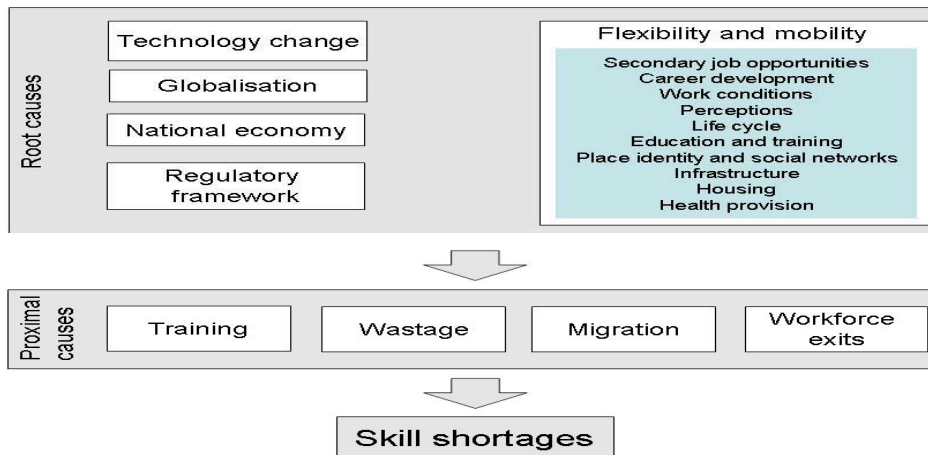 Root causes
Technology change
Globalisation
National economy
Regulatory
framework
Flexibility and mobility
Secondary job opportunities
Career development
Work conditions
Perceptions
Life cycle
Education and training
Place identity and social networks
Infrastructure
Housing
Health provision
Proximal
causes
Training
Wastage
Migration
Workforce
exits
Skill shortages